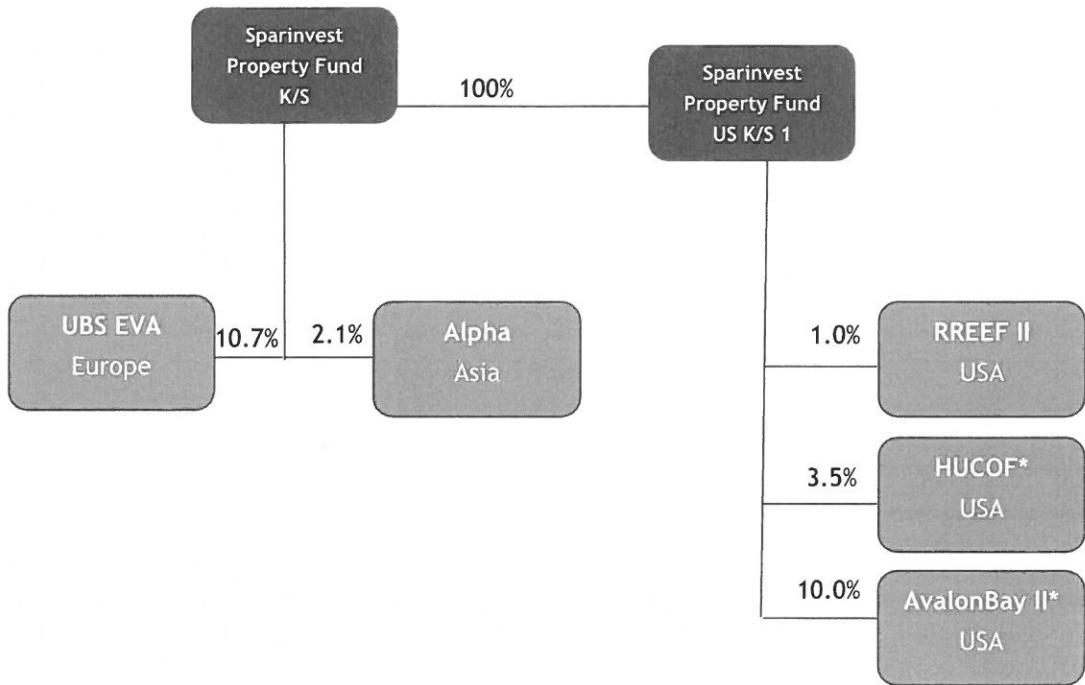 Sparinvest
Property Fund
K/S
100%
Sparinvest
Property Fund
US K/S 1
UBS EVA
Europe
10.7%
2.1%
Alpha
Asia
1.0%
RREEF II
USA
3.5%
HUCOF*
USA
10.0%
AvalonBay II*
USA